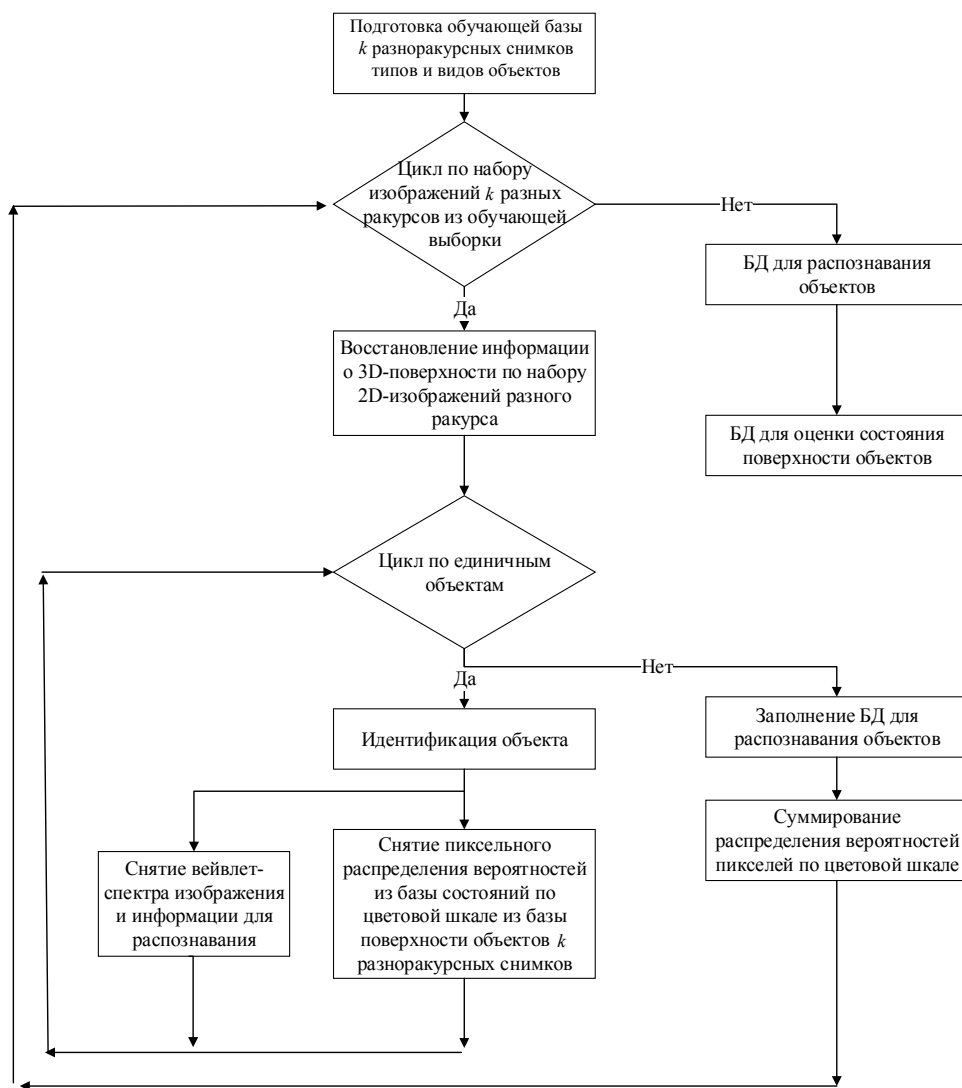 Подготовка обучающей базы
k разноракурсных снимков
типов и видов объектов
Цикл по набору
изображений k разных
ракурсов из обучающей
выборки
Нет
БД для распознавания
объектов
Да
Восстановление информации
о 3D-поверхности по набору
2D-изображений разного
ракурса
БД для оценки состояния
поверхности объектов
Цикл по единичным
объектам
Нет
Да
Идентификация объекта
Заполнение БД для
распознавания объектов
Снятие вейвлет-
спектра изображения
и информации для
распознавания
Снятие пиксельного
распределения вероятностей
из базы состояний по
цветовой шкале из базы
поверхности объектов k
разноракурсных снимков
Суммирование
распределения вероятностей
пикселей по цветовой шкале